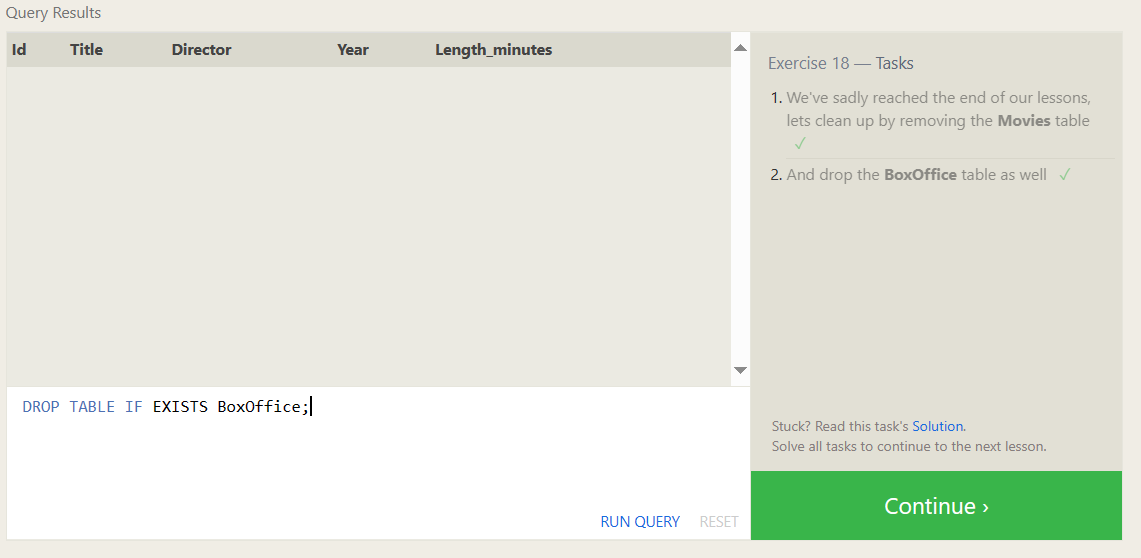 Query Results
Id Title Director Year Length_minutes
Exercise 18 — Tasks
1. We've sadly reached the end of our lessons,
lets clean up by removing the Movies table
✓
2. And drop the BoxOffice table as well ✓
DROP TABLE IF EXISTS BoxOffice;
Stuck? Read this task's Solution.
Solve all tasks to continue to the next lesson.
RUN QUERY RESET
Continue ›